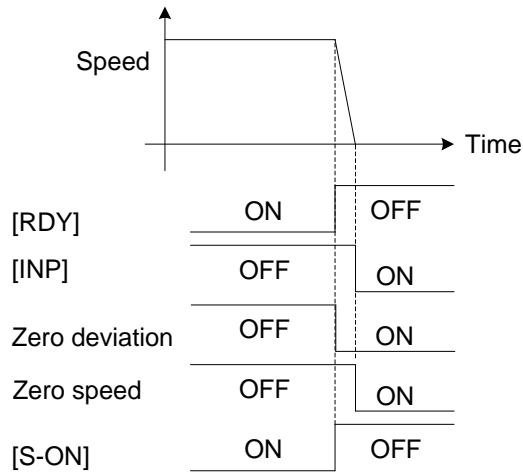 Speed
Time
[RDY] ON OFF
[INP] OFF ON
Zero deviation OFF ON
Zero speed OFF ON
[S-ON] ON OFF